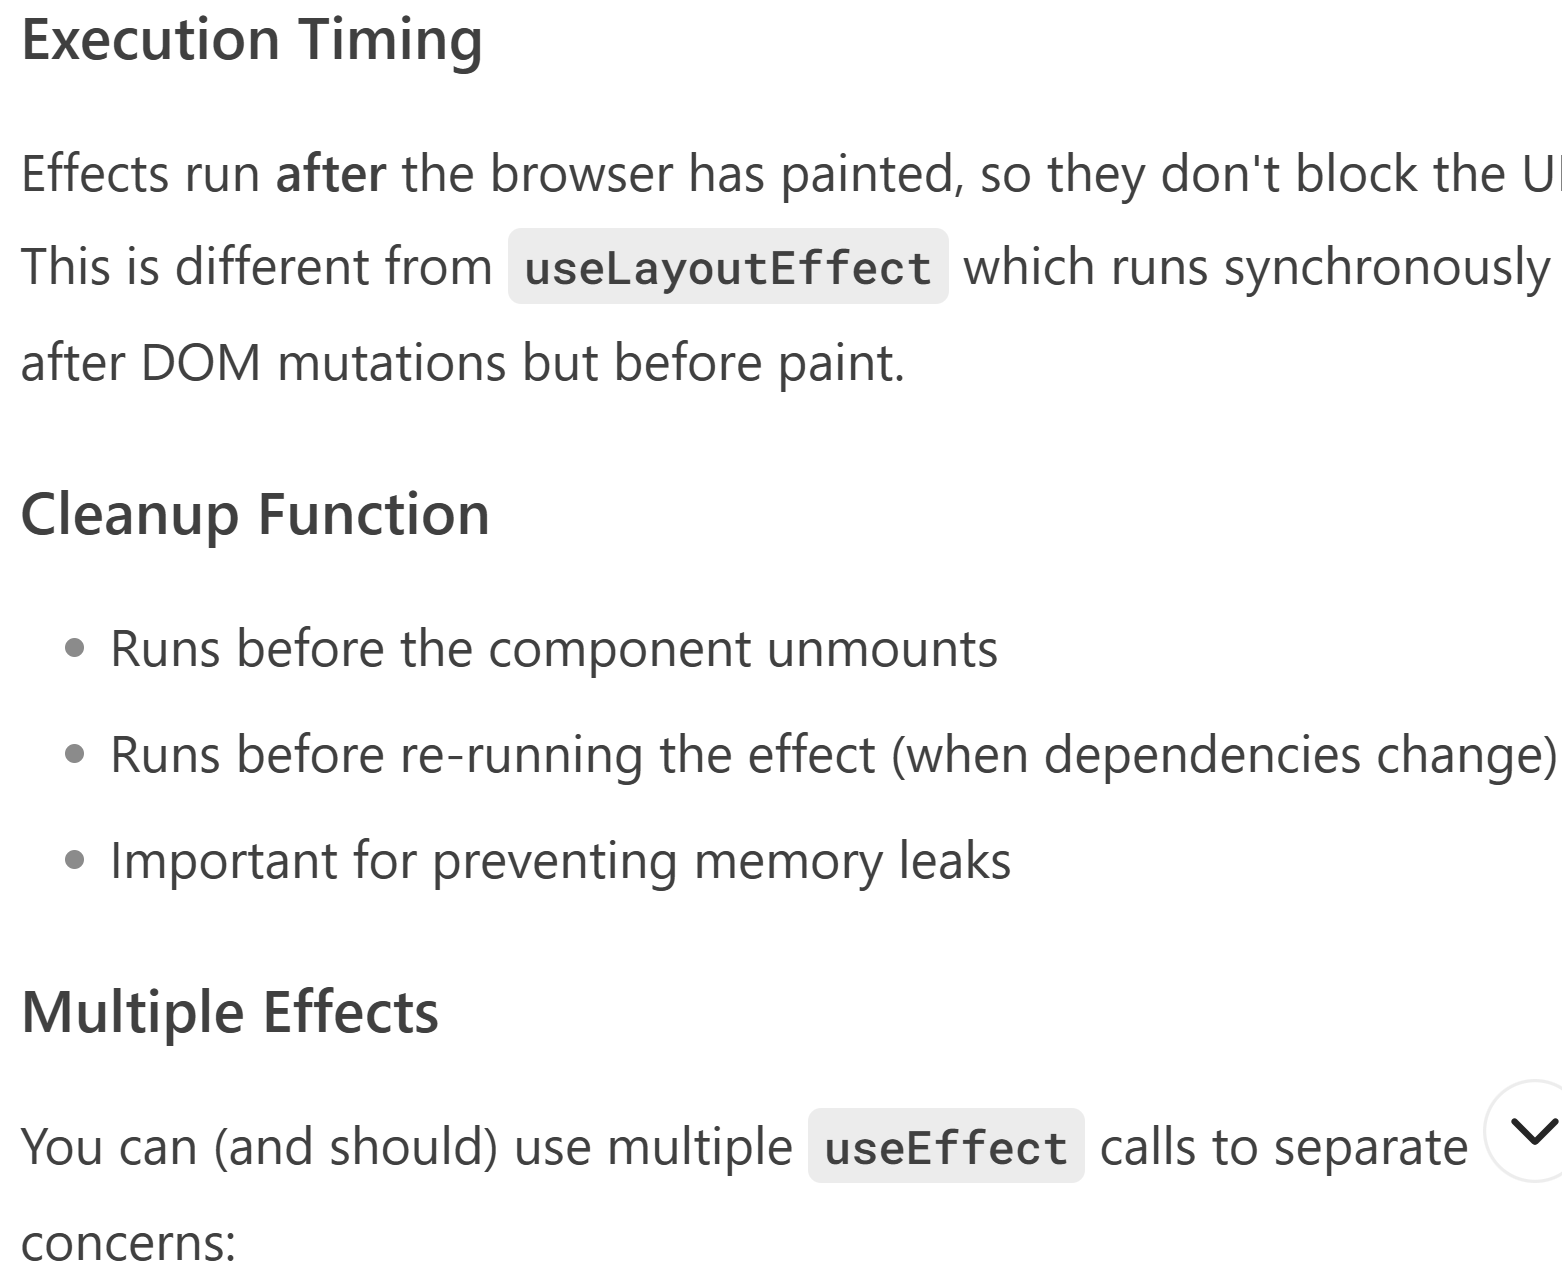 Execution Timing
Effects run after the browser has painted, so they don't block the UI
This is different from useLayoutEffect which runs synchronously
after DOM mutations but before paint.
Cleanup Function
Runs before the component unmounts
Runs before re-running the effect (when dependencies change)
Important for preventing memory leaks
Multiple Effects
You can (and should) use multiple useEffect calls to separate
concerns: